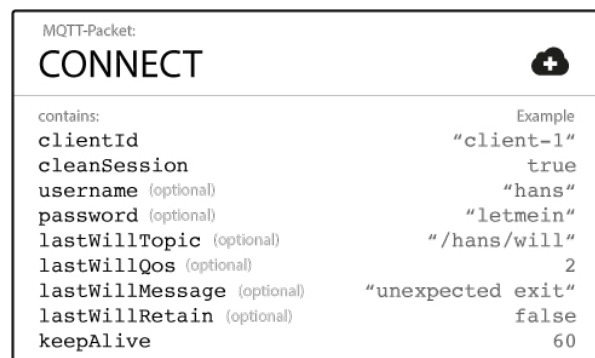 MQTT-Packet:
CONNECT
contains: Example
clientId “client-1“
cleanSession true
username (optional) “hans“
password (optional) “letmein“
lastWillTopic (optional) “/hans/will“
lastWillQos (optional) 2
lastWillMessage (optional) “unexpected exit“
lastWillRetain (optional) false
keepAlive 60